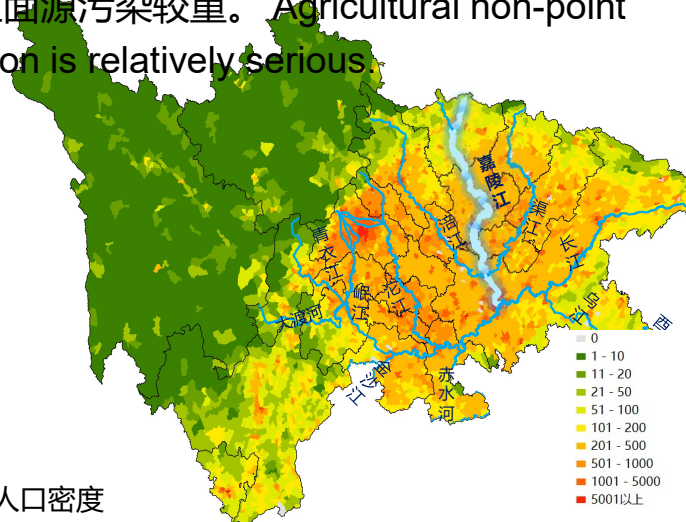 面源污染较重。 Agricultural non-point
on is relatively serious.
嘉陵江
渠江
涪江
长江
青衣江
岷江
沱江
乌江
西
大渡河
金沙江
赤水河
0
1 - 10
11 - 20
21 - 50
51 - 100
101 - 200
201 - 500
501 - 1000
1001 - 5000
5001以上
人口密度